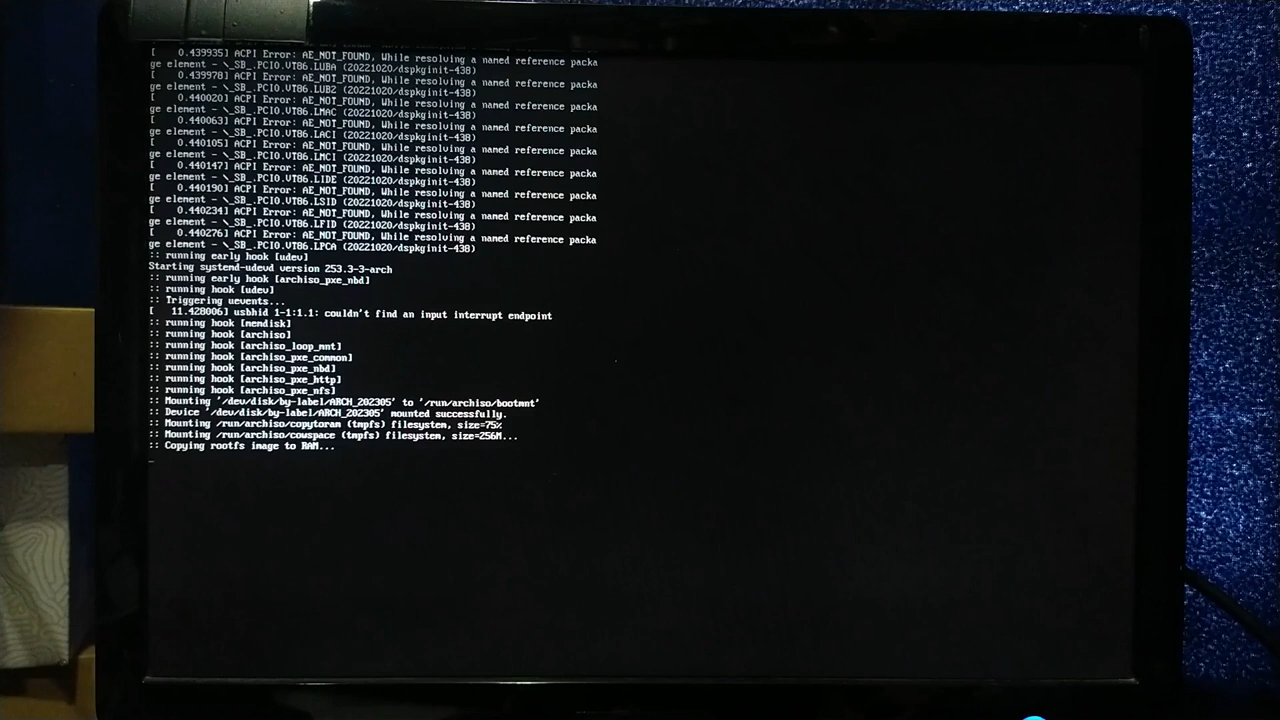 [    0.439935] ACPI Error: AE_NOT_FOUND, While resolving a named reference packa
ge element - \_SB_.PCI0.VT86.LUBA (20221020/dspkginit-438)
[    0.439978] ACPI Error: AE_NOT_FOUND, While resolving a named reference packa
ge element - \_SB_.PCI0.VT86.LUB2 (20221020/dspkginit-438)
[    0.440020] ACPI Error: AE_NOT_FOUND, While resolving a named reference packa
ge element - \_SB_.PCI0.VT86.LMAC (20221020/dspkginit-438)
[    0.440063] ACPI Error: AE_NOT_FOUND, While resolving a named reference packa
ge element - \_SB_.PCI0.VT86.LACI (20221020/dspkginit-438)
[    0.440105] ACPI Error: AE_NOT_FOUND, While resolving a named reference packa
ge element - \_SB_.PCI0.VT86.LMCI (20221020/dspkginit-438)
[    0.440147] ACPI Error: AE_NOT_FOUND, While resolving a named reference packa
ge element - \_SB_.PCI0.VT86.LIDE (20221020/dspkginit-438)
[    0.440190] ACPI Error: AE_NOT_FOUND, While resolving a named reference packa
ge element - \_SB_.PCI0.VT86.LSID (20221020/dspkginit-438)
[    0.440234] ACPI Error: AE_NOT_FOUND, While resolving a named reference packa
ge element - \_SB_.PCI0.VT86.LFID (20221020/dspkginit-438)
[    0.440276] ACPI Error: AE_NOT_FOUND, While resolving a named reference packa
ge element - \_SB_.PCI0.VT86.LPCA (20221020/dspkginit-438)
:: running early hook [udev]
Starting systemd-udevd version 253.3-3-arch
:: running early hook [archiso_pxe_nbd]
:: running hook [udev]
:: Triggering uevents...
[   11.428006] usbhid 1-1:1.1: couldn't find an input interrupt endpoint
:: running hook [memdisk]
:: running hook [archiso]
:: running hook [archiso_loop_mnt]
:: running hook [archiso_pxe_common]
:: running hook [archiso_pxe_nbd]
:: running hook [archiso_pxe_http]
:: running hook [archiso_pxe_nfs]
:: Mounting '/dev/disk/by-label/ARCH_202305' to '/run/archiso/bootmnt'
:: Device '/dev/disk/by-label/ARCH_202305' mounted successfully.
:: Mounting /run/archiso/copytoram (tmpfs) filesystem, size=75%
:: Mounting /run/archiso/cowspace (tmpfs) filesystem, size=256M...
:: Copying rootfs image to RAM...